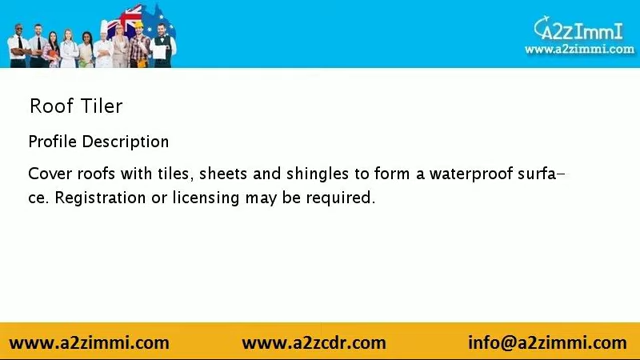 A2ZImmI
www.a2zimmi.com
Roof Tiler
Profile Description
Cover roofs with tiles, sheets and shingles to form a waterproof surfa-
ce. Registration or licensing may be required.
www.a2zimmi.com www.a2zcdr.com info@a2zimmi.com